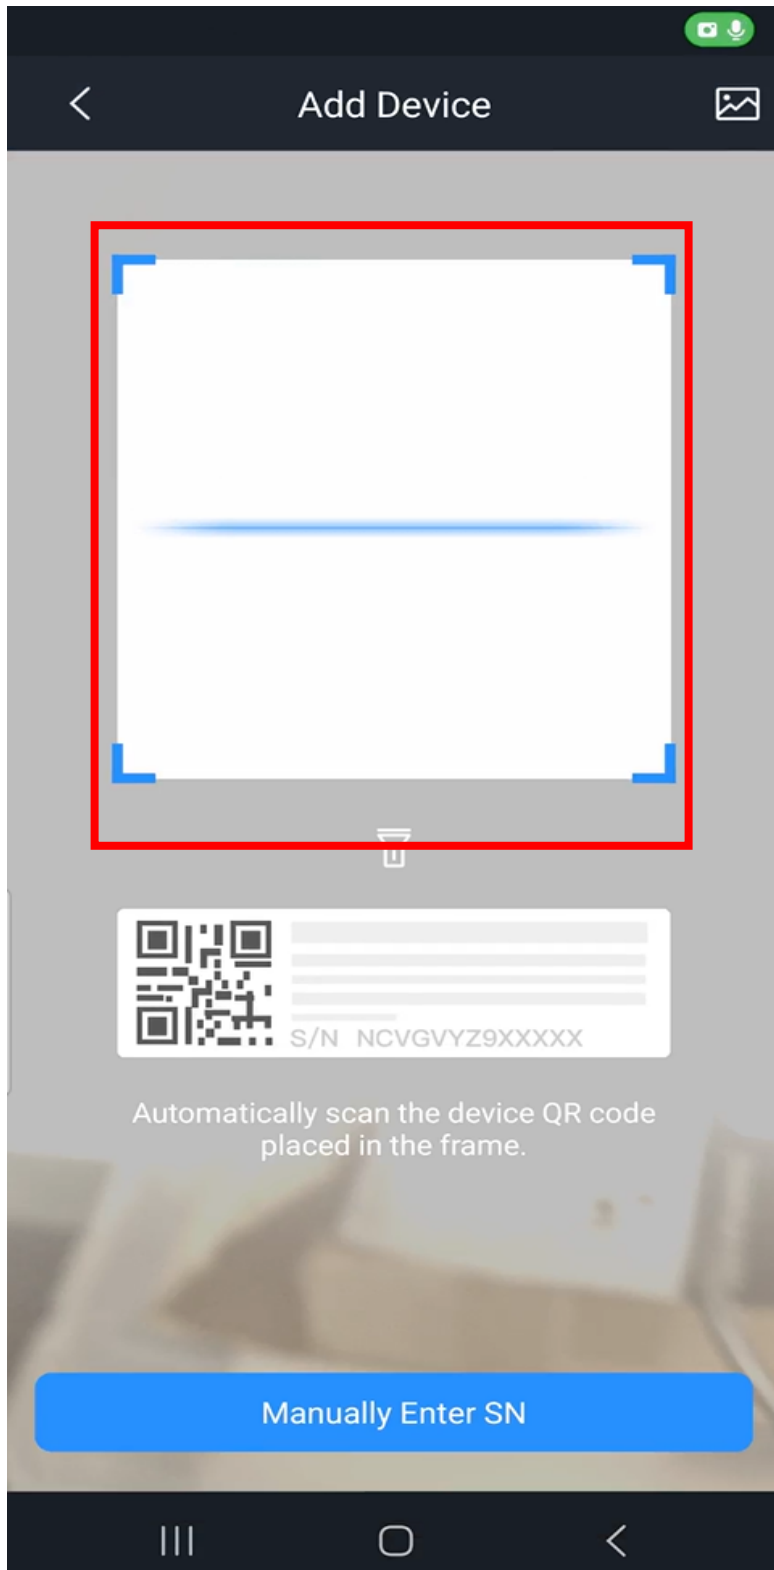 Add Device
S/N NCVGVYZ9XXXXX
Automatically scan the device QR code
placed in the frame.
Manually Enter SN